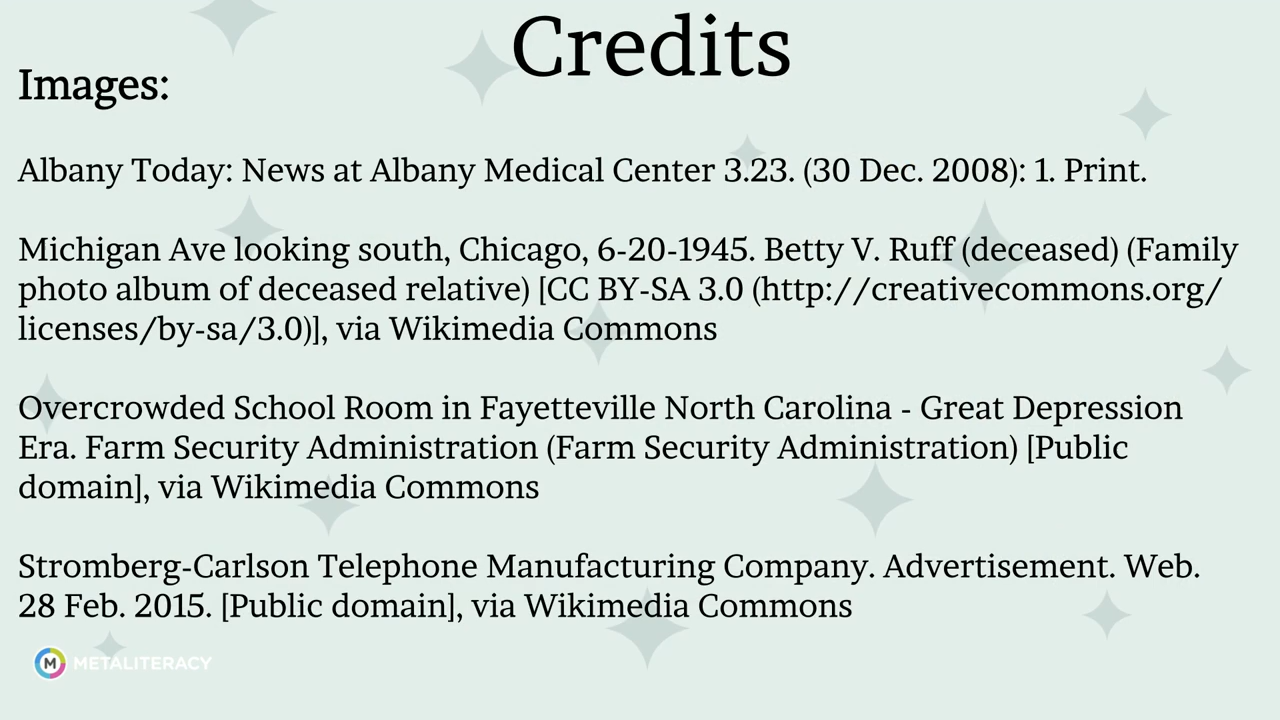 Credits
Images:
Albany Today: News at Albany Medical Center 3.23. (30 Dec. 2008): 1. Print.
Michigan Ave looking south, Chicago, 6-20-1945. Betty V. Ruff (deceased) (Family
photo album of deceased relative) [CC BY-SA 3.0 (http://creativecommons.org/
licenses/by-sa/3.0)], via Wikimedia Commons
Overcrowded School Room in Fayetteville North Carolina - Great Depression
Era. Farm Security Administration (Farm Security Administration) [Public
domain], via Wikimedia Commons
Stromberg-Carlson Telephone Manufacturing Company. Advertisement. Web.
28 Feb. 2015. [Public domain], via Wikimedia Commons
M METALITERACY